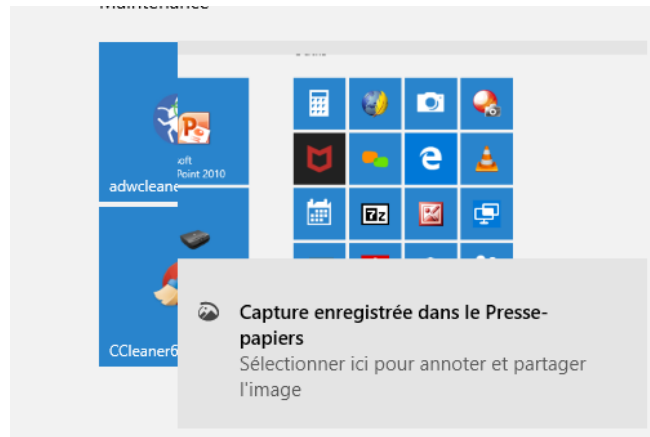 Maintenance
soft
Point 2010
adwcleane
7z
CCleaner6
Capture enregistrée dans le Presse-
papiers
Sélectionner ici pour annoter et partager
l'image